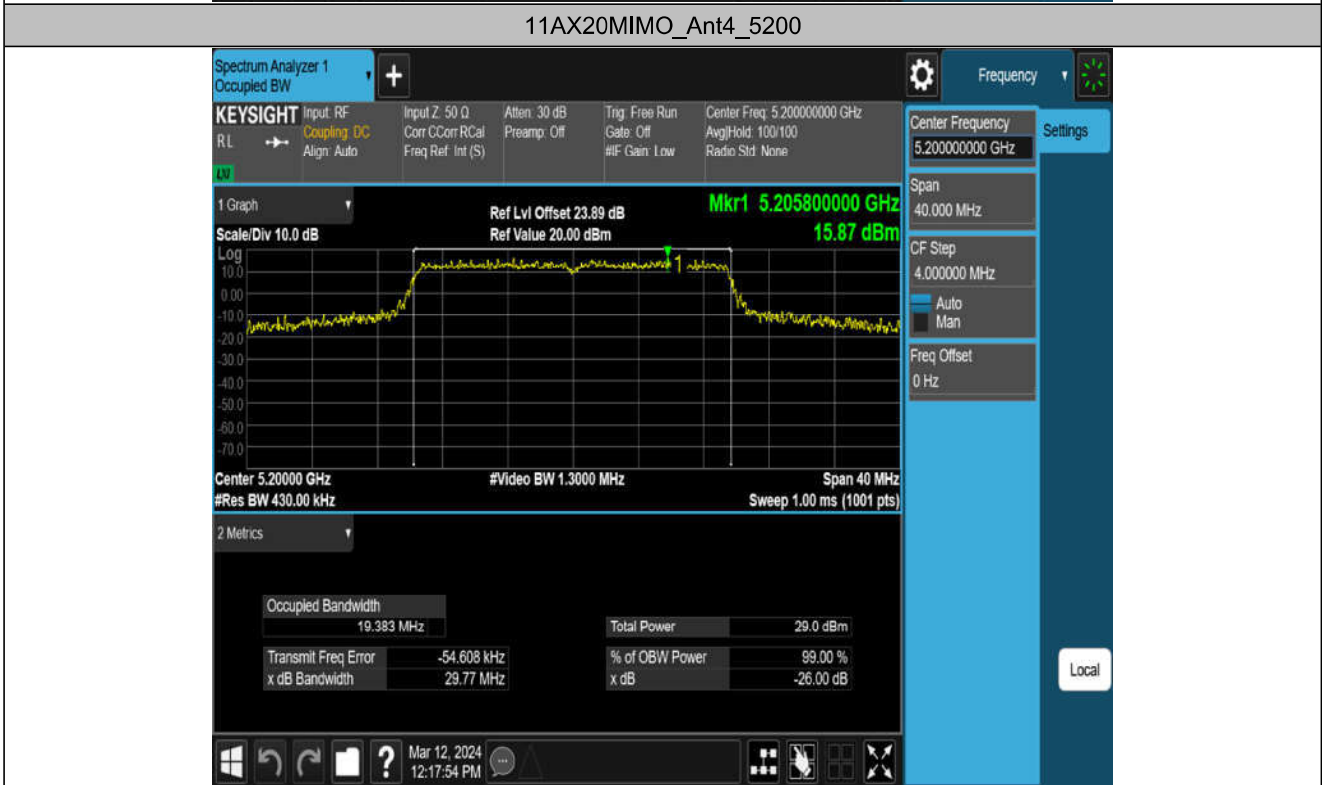 11AX20MIMO_Ant4_5200
Spectrum Analyzer 1
Occupied BW
Frequency
KEYSIGHT
RL
LXI
Input: RF
Coupling: DC
Align: Auto
Input Z: 50 Ω
Corr CCorr RCal
Freq Ref: Int (S)
Atten: 30 dB
Preamp: Off
Trig: Free Run
Gate: Off
#IF Gain: Low
Center Freq: 5.200000000 GHz
Avg|Hold: 100/100
Radio Std: None
Center Frequency
5.200000000 GHz
Settings
Span
40.000 MHz
CF Step
4.000000 MHz
Auto
Man
Freq Offset
0 Hz
Local
1 Graph
Scale/Div 10.0 dB
Ref Lvl Offset 23.89 dB
Ref Value 20.00 dBm
Mkr1 5.205800000 GHz
15.87 dBm
Log
10.0
0.00
-10.0
-20.0
-30.0
-40.0
-50.0
-60.0
-70.0
1
Center 5.20000 GHz
#Video BW 1.3000 MHz
Span 40 MHz
#Res BW 430.00 kHz
Sweep 1.00 ms (1001 pts)
2 Metrics
Occupied Bandwidth
19.383 MHz
Total Power 29.0 dBm
Transmit Freq Error -54.608 kHz
% of OBW Power 99.00 %
x dB Bandwidth 29.77 MHz
x dB -26.00 dB
?
Mar 12, 2024
12:17:54 PM